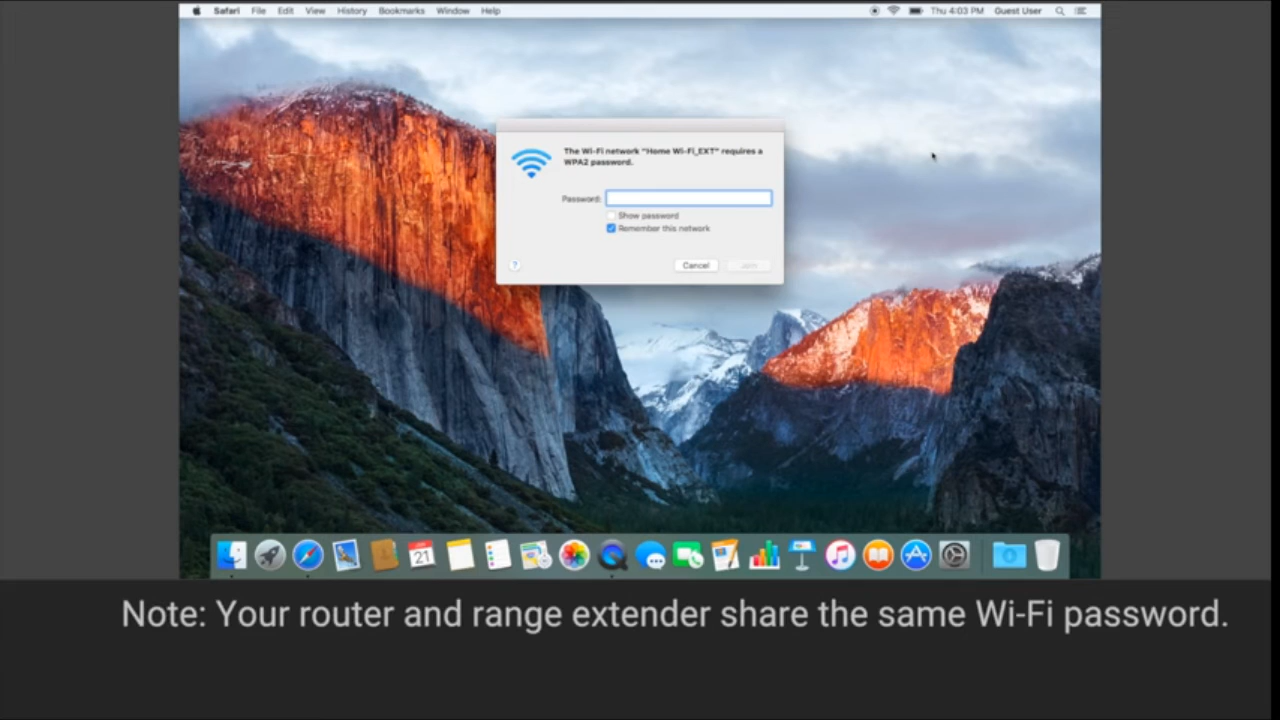 Safari File Edit View History Bookmarks Window Help Thu 4:03 PM Guest User
The Wi-Fi network “Home Wi-Fi_EXT” requires a
WPA2 password.
Password:
Show password
Remember this network
?
Cancel Join
21
Note: Your router and range extender share the same Wi-Fi password.